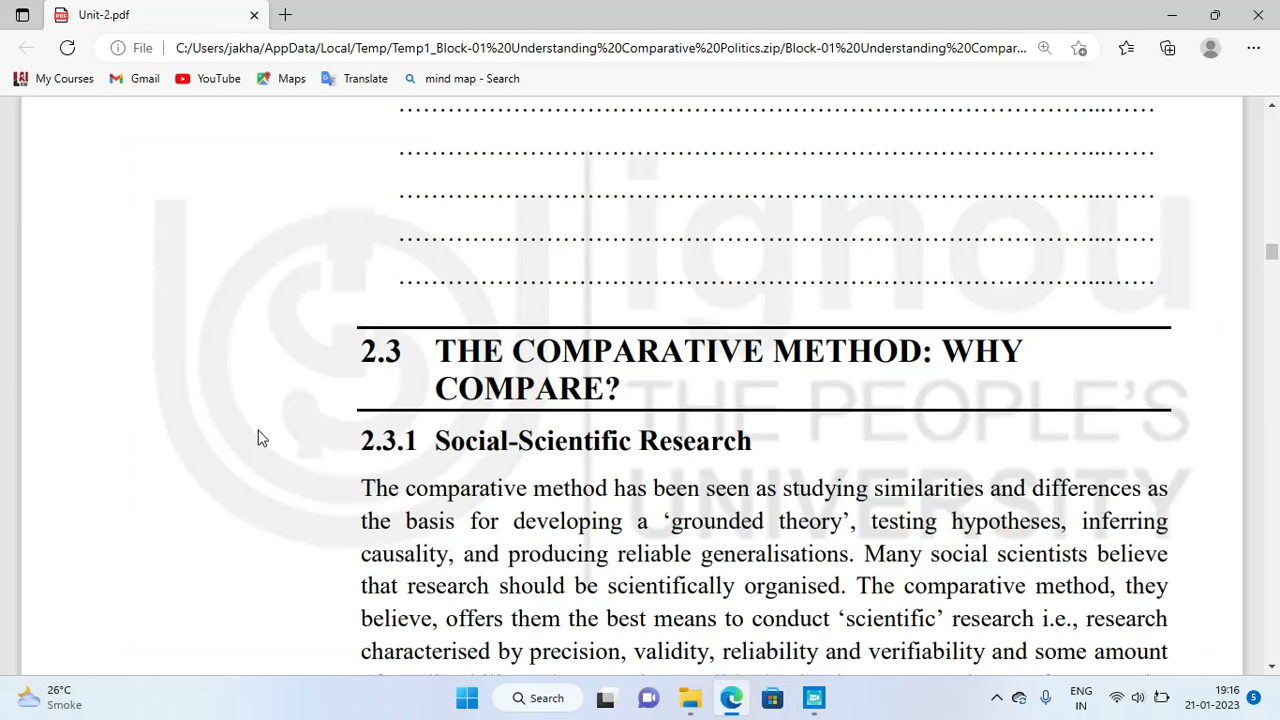 Unit-2.pdf
File
C:/Users/jakha/AppData/Local/Temp/Temp1_Block-01%20Understanding%20Comparative%20Politics.zip/Block-01%20Understanding%20Compar...
My Courses Gmail YouTube Maps Translate mind map - Search
ignou
THE PEOPLE'S
UNIVERSITY
2.3 THE COMPARATIVE METHOD: WHY
COMPARE?
2.3.1 Social-Scientific Research
The comparative method has been seen as studying similarities and differences as
the basis for developing a ‘grounded theory’, testing hypotheses, inferring
causality, and producing reliable generalisations. Many social scientists believe
that research should be scientifically organised. The comparative method, they
believe, offers them the best means to conduct ‘scientific’ research i.e., research
characterised by precision, validity, reliability and verifiability and some amount
26°C
Smoke
Search
ENG
IN
19:16
21-01-2023
5